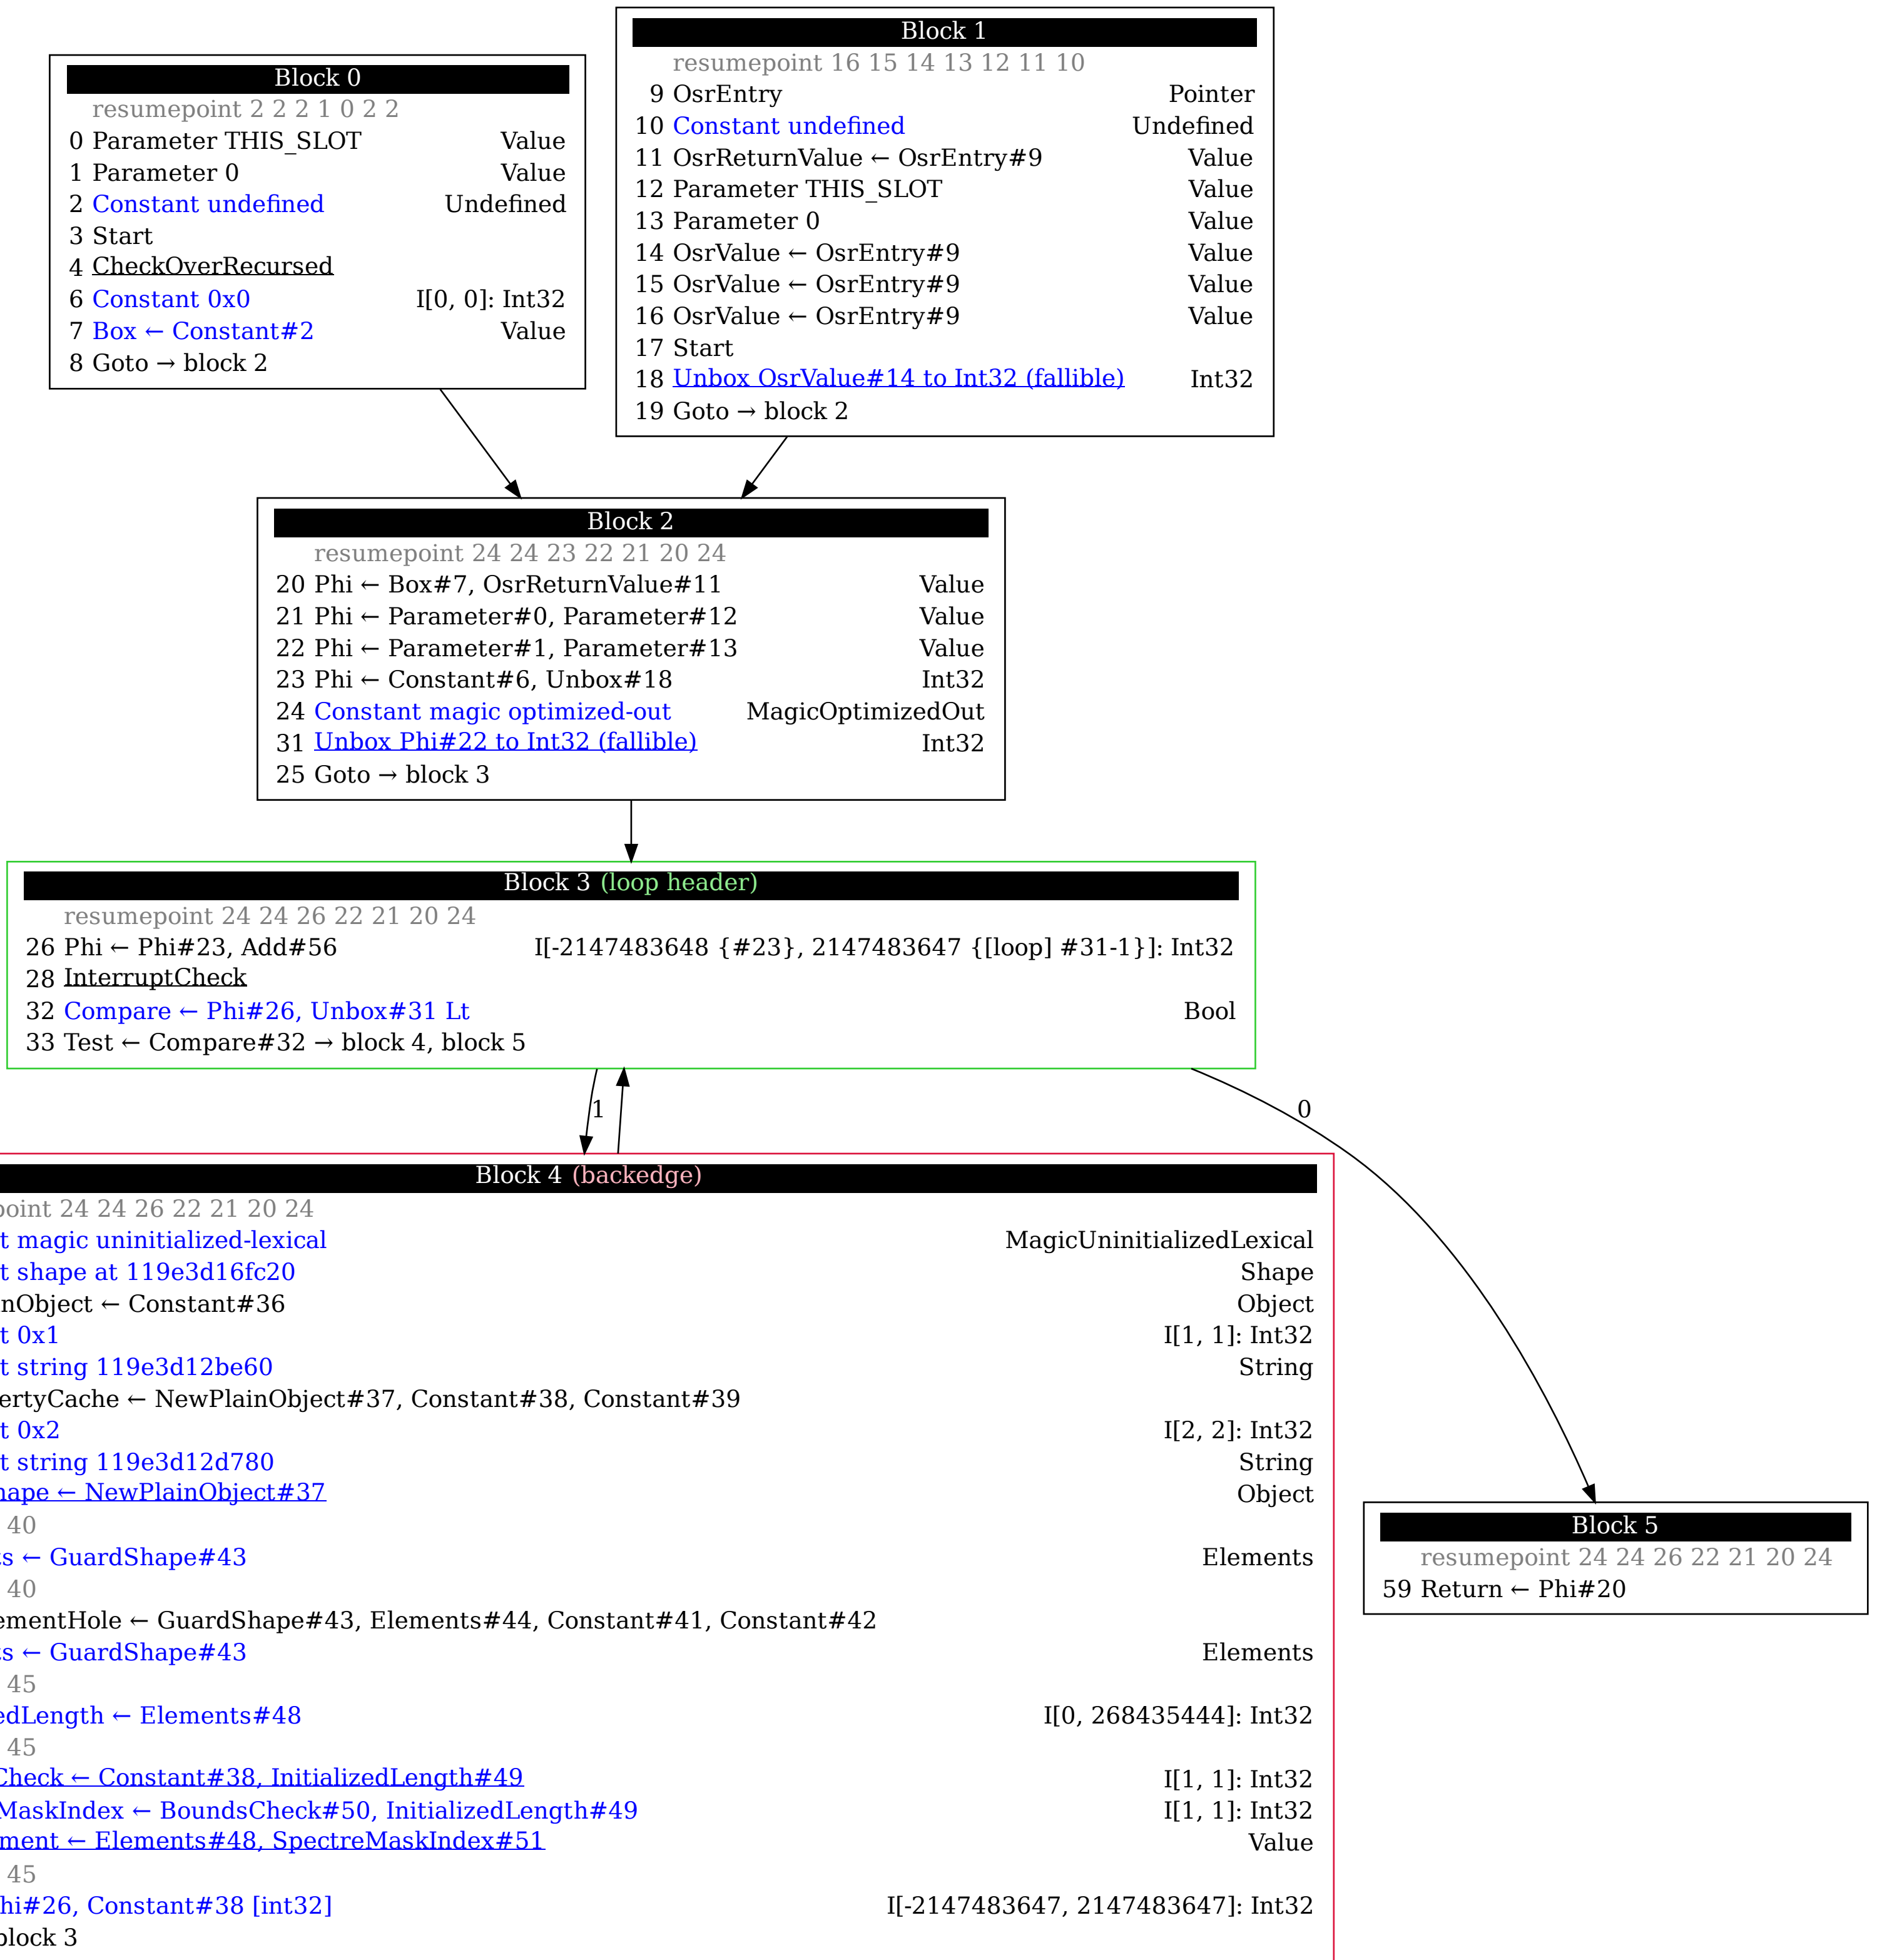 Block 0
resumepoint 2 2 2 1 0 2 2
0 Parameter THIS_SLOT Value
1 Parameter 0 Value
2 Constant undefined Undefined
3 Start
4 CheckOverRecursed
6 Constant 0x0 I[0, 0]: Int32
7 Box ← Constant#2 Value
8 Goto → block 2
Block 1
resumepoint 16 15 14 13 12 11 10
9 OsrEntry Pointer
10 Constant undefined Undefined
11 OsrReturnValue ← OsrEntry#9 Value
12 Parameter THIS_SLOT Value
13 Parameter 0 Value
14 OsrValue ← OsrEntry#9 Value
15 OsrValue ← OsrEntry#9 Value
16 OsrValue ← OsrEntry#9 Value
17 Start
18 Unbox OsrValue#14 to Int32 (fallible) Int32
19 Goto → block 2
Block 2
resumepoint 24 24 23 22 21 20 24
20 Phi ← Box#7, OsrReturnValue#11 Value
21 Phi ← Parameter#0, Parameter#12 Value
22 Phi ← Parameter#1, Parameter#13 Value
23 Phi ← Constant#6, Unbox#18 Int32
24 Constant magic optimized-out MagicOptimizedOut
31 Unbox Phi#22 to Int32 (fallible) Int32
25 Goto → block 3
Block 3 (loop header)
resumepoint 24 24 26 22 21 20 24
26 Phi ← Phi#23, Add#56 I[-2147483648 {#23}, 2147483647 {[loop] #31-1}]: Int32
28 InterruptCheck
32 Compare ← Phi#26, Unbox#31 Lt Bool
33 Test ← Compare#32 → block 4, block 5
1
0
Block 4 (backedge)
point 24 24 26 22 21 20 24
t magic uninitialized-lexical MagicUninitializedLexical
t shape at 119e3d16fc20 Shape
nObject ← Constant#36 Object
t 0x1 I[1, 1]: Int32
t string 119e3d12be60 String
ertyCache ← NewPlainObject#37, Constant#38, Constant#39
t 0x2 I[2, 2]: Int32
t string 119e3d12d780 String
hape ← NewPlainObject#37 Object
40
ts ← GuardShape#43 Elements
40
ementHole ← GuardShape#43, Elements#44, Constant#41, Constant#42
ts ← GuardShape#43 Elements
45
edLength ← Elements#48 I[0, 268435444]: Int32
45
Check ← Constant#38, InitializedLength#49 I[1, 1]: Int32
MaskIndex ← BoundsCheck#50, InitializedLength#49 I[1, 1]: Int32
ment ← Elements#48, SpectreMaskIndex#51 Value
45
hi#26, Constant#38 [int32] I[-2147483647, 2147483647]: Int32
block 3
Block 5
resumepoint 24 24 26 22 21 20 24
59 Return ← Phi#20